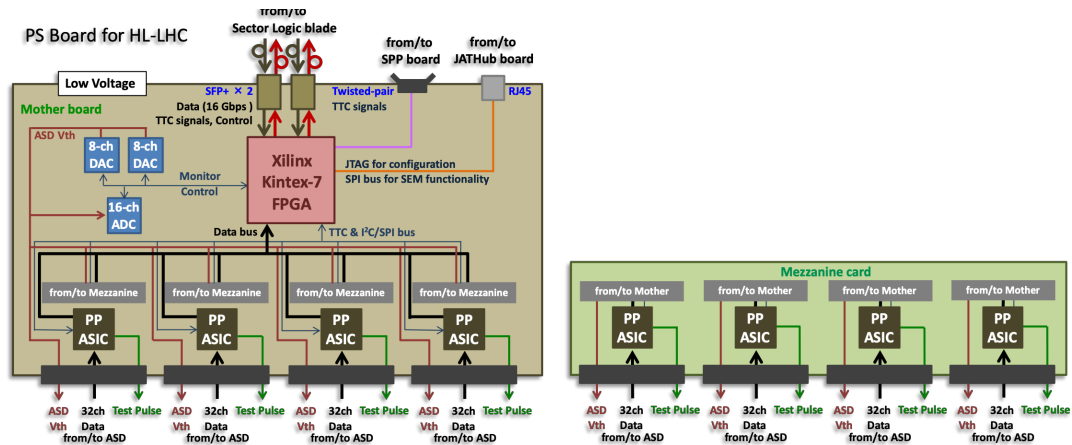 PS Board for HL-LHC
from/to
Sector Logic blade
from/to
SPP board
from/to
JATHub board
Low Voltage
SFP+ × 2
Twisted-pair
RJ45
Mother board
Data (16 Gbps )
TTC signals
TTC signals, Control
ASD Vth
8-ch
DAC
8-ch
DAC
Xilinx
Kintex-7
FPGA
JTAG for configuration
SPI bus for SEM functionality
Monitor
Control
16-ch
ADC
Data bus
TTC & I²C/SPI bus
from/to Mezzanine
from/to Mezzanine
from/to Mezzanine
from/to Mezzanine
PP
ASIC
PP
ASIC
PP
ASIC
PP
ASIC
ASD
Vth
32ch
Data
Test Pulse
from/to ASD
ASD
Vth
32ch
Data
Test Pulse
from/to ASD
ASD
Vth
32ch
Data
Test Pulse
from/to ASD
ASD
Vth
32ch
Data
Test Pulse
from/to ASD
Mezzanine card
from/to Mother
from/to Mother
from/to Mother
from/to Mother
PP
ASIC
PP
ASIC
PP
ASIC
PP
ASIC
ASD
Vth
32ch
Data
Test Pulse
from/to ASD
ASD
Vth
32ch
Data
Test Pulse
from/to ASD
ASD
Vth
32ch
Data
Test Pulse
from/to ASD
ASD
Vth
32ch
Data
Test Pulse
from/to ASD